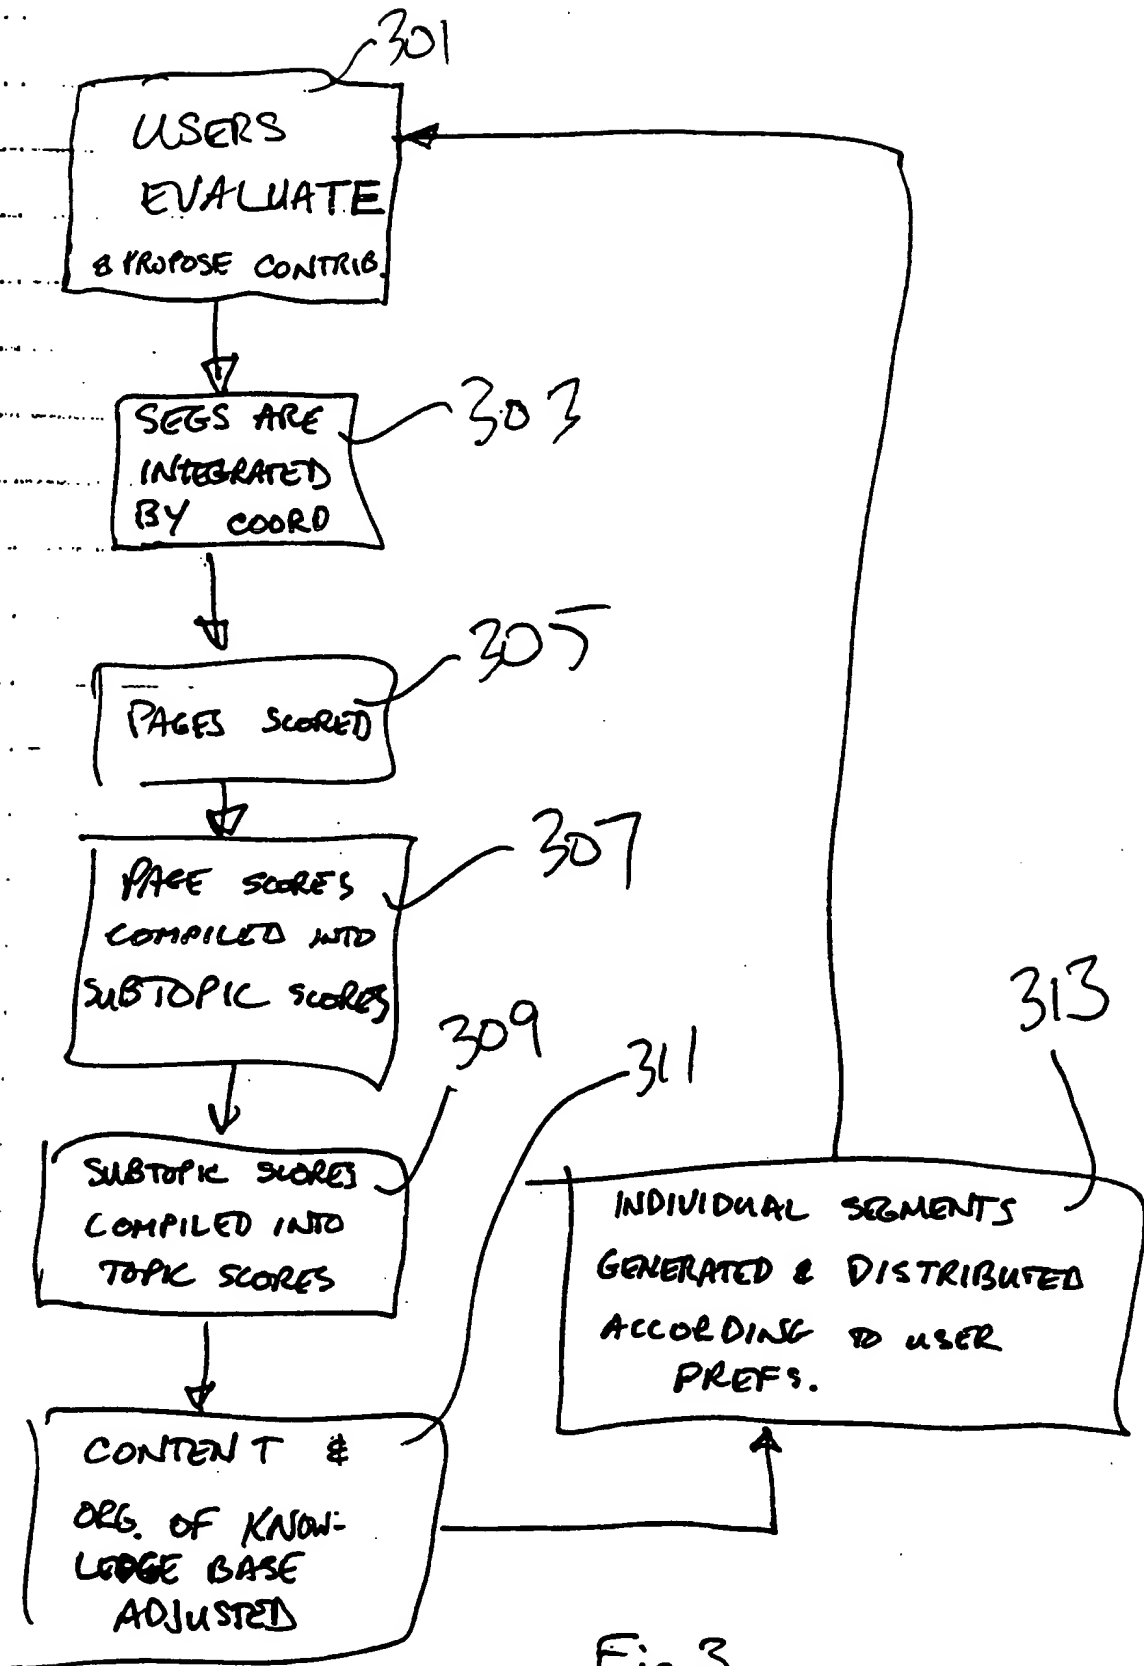 301
USERS
EVALUATE
& PROPOSE CONTRIB.
SEGS ARE
INTEGRATED
BY COORD
303
305
PAGES SCORED
307
PAGE SCORES
COMPILED INTO
SUBTOPIC SCORES
309
311
313
SUBTOPIC SCORES
COMPILED INTO
TOPIC SCORES
INDIVIDUAL SEGMENTS
GENERATED & DISTRIBUTED
ACCORDING TO USER
PREFS.
CONTENT &
ORG. OF KNOW-
LEDGE BASE
ADJUSTED
Fig 3